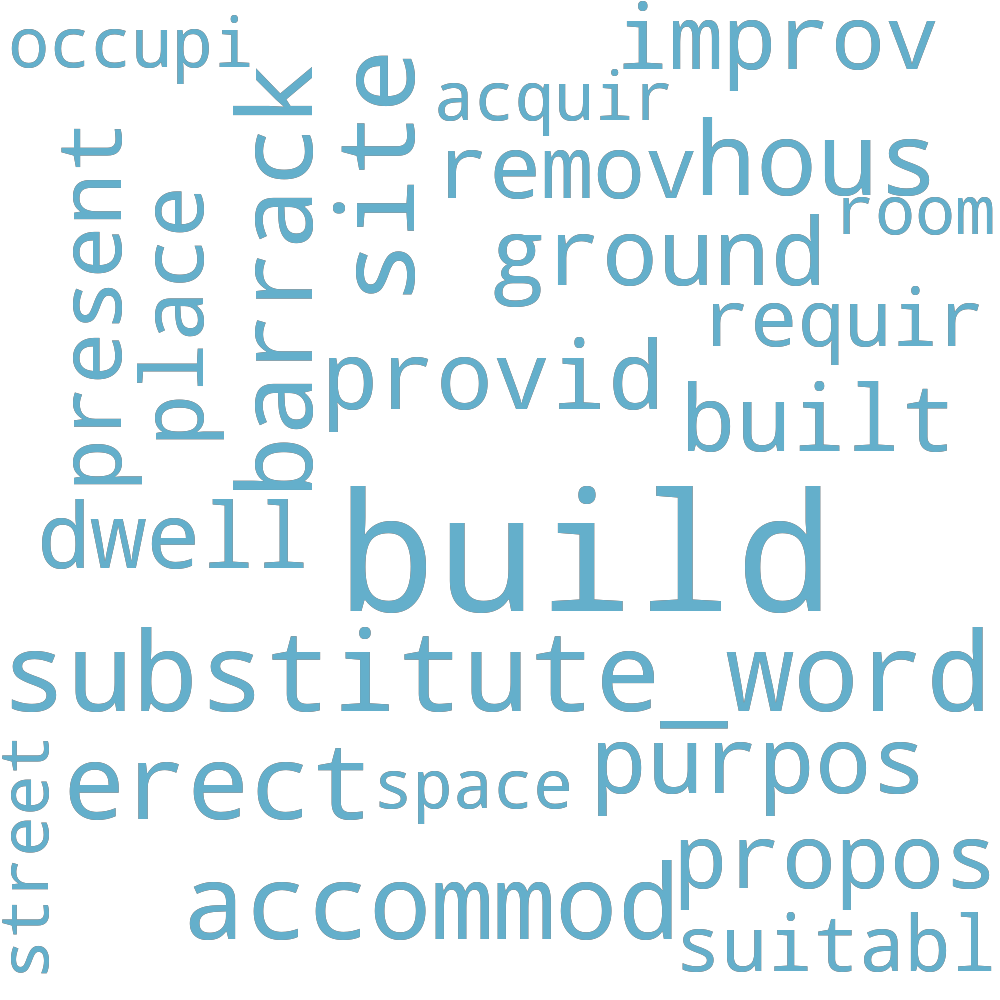 occupi
improv
acquir
site
barrack
present
remov
hous
place
room
ground
requir
provid
built
dwell
build
substitute_word
street
erect
space
purpos
propos
accommod
suitabl